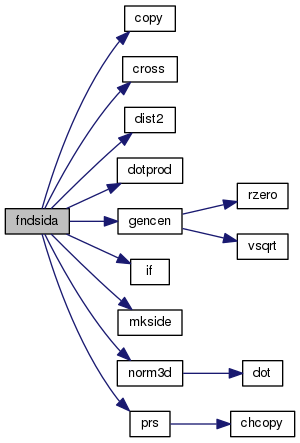 copy
cross
dist2
dotprod
fndsida
gencen
rzero
vsqrt
if
mkside
norm3d
dot
prs
chcopy